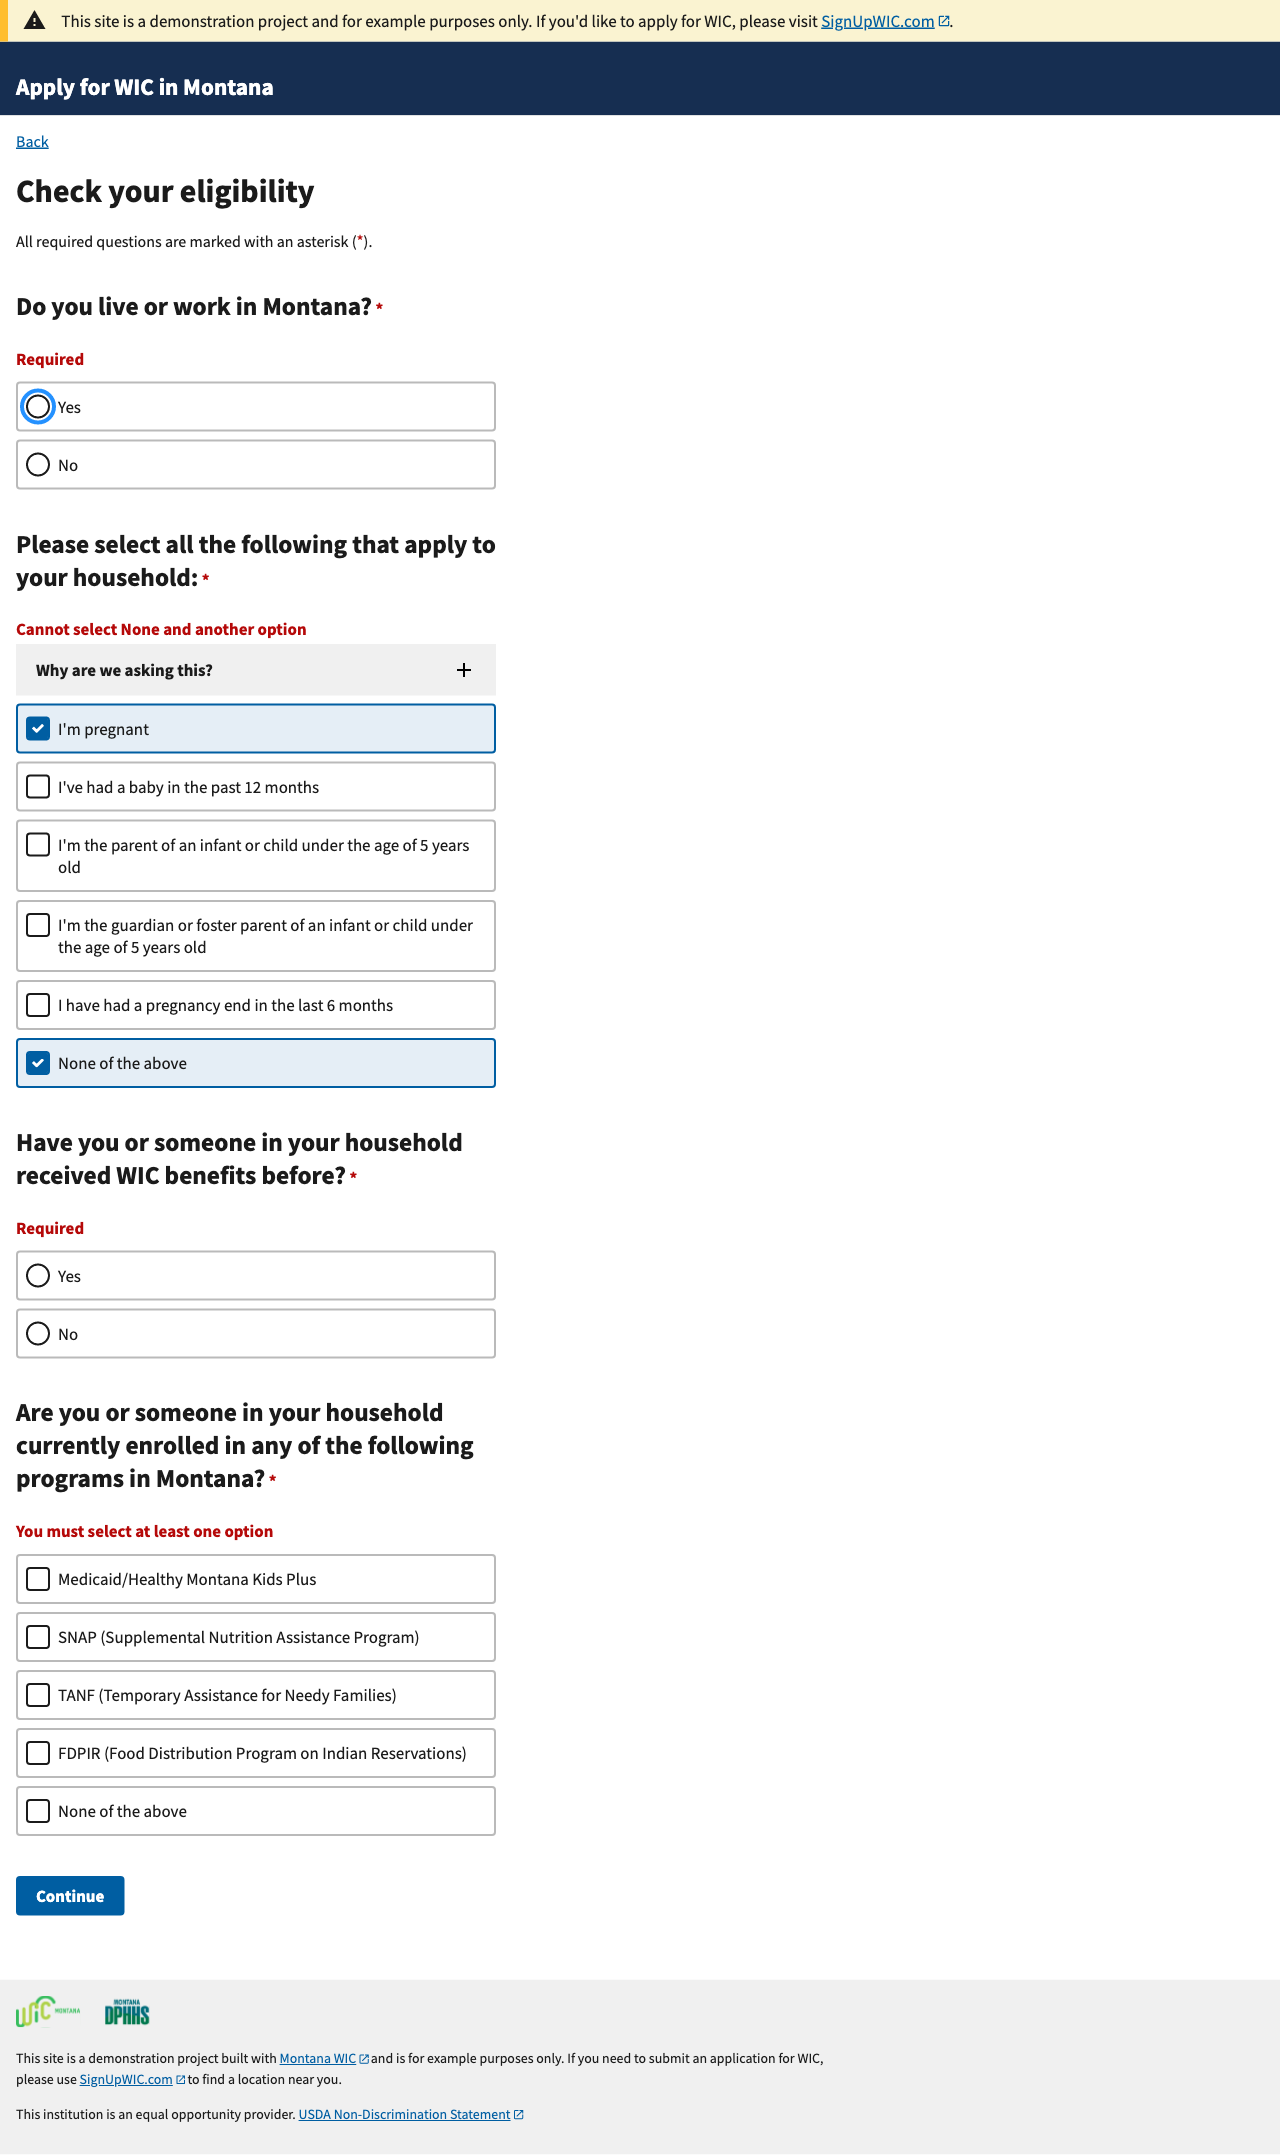 This site is a demonstration project and for example purposes only. If you'd like to apply for WIC, please visit SignUpWIC.com.
Apply for WIC in Montana
Back
Check your eligibility
All required questions are marked with an asterisk (*).
Do you live or work in Montana? *
Required
Yes
No
Please select all the following that apply to
your household: *
Cannot select None and another option
Why are we asking this?
I'm pregnant
I've had a baby in the past 12 months
I'm the parent of an infant or child under the age of 5 years
old
I'm the guardian or foster parent of an infant or child under
the age of 5 years old
I have had a pregnancy end in the last 6 months
None of the above
Have you or someone in your household
received WIC benefits before? *
Required
Yes
No
Are you or someone in your household
currently enrolled in any of the following
programs in Montana? *
You must select at least one option
Medicaid/Healthy Montana Kids Plus
SNAP (Supplemental Nutrition Assistance Program)
TANF (Temporary Assistance for Needy Families)
FDPIR (Food Distribution Program on Indian Reservations)
None of the above
Continue
WIC MONTANA
MONTANA
DPHHS
This site is a demonstration project built with Montana WIC and is for example purposes only. If you need to submit an application for WIC,
please use SignUpWIC.com to find a location near you.
This institution is an equal opportunity provider. USDA Non-Discrimination Statement